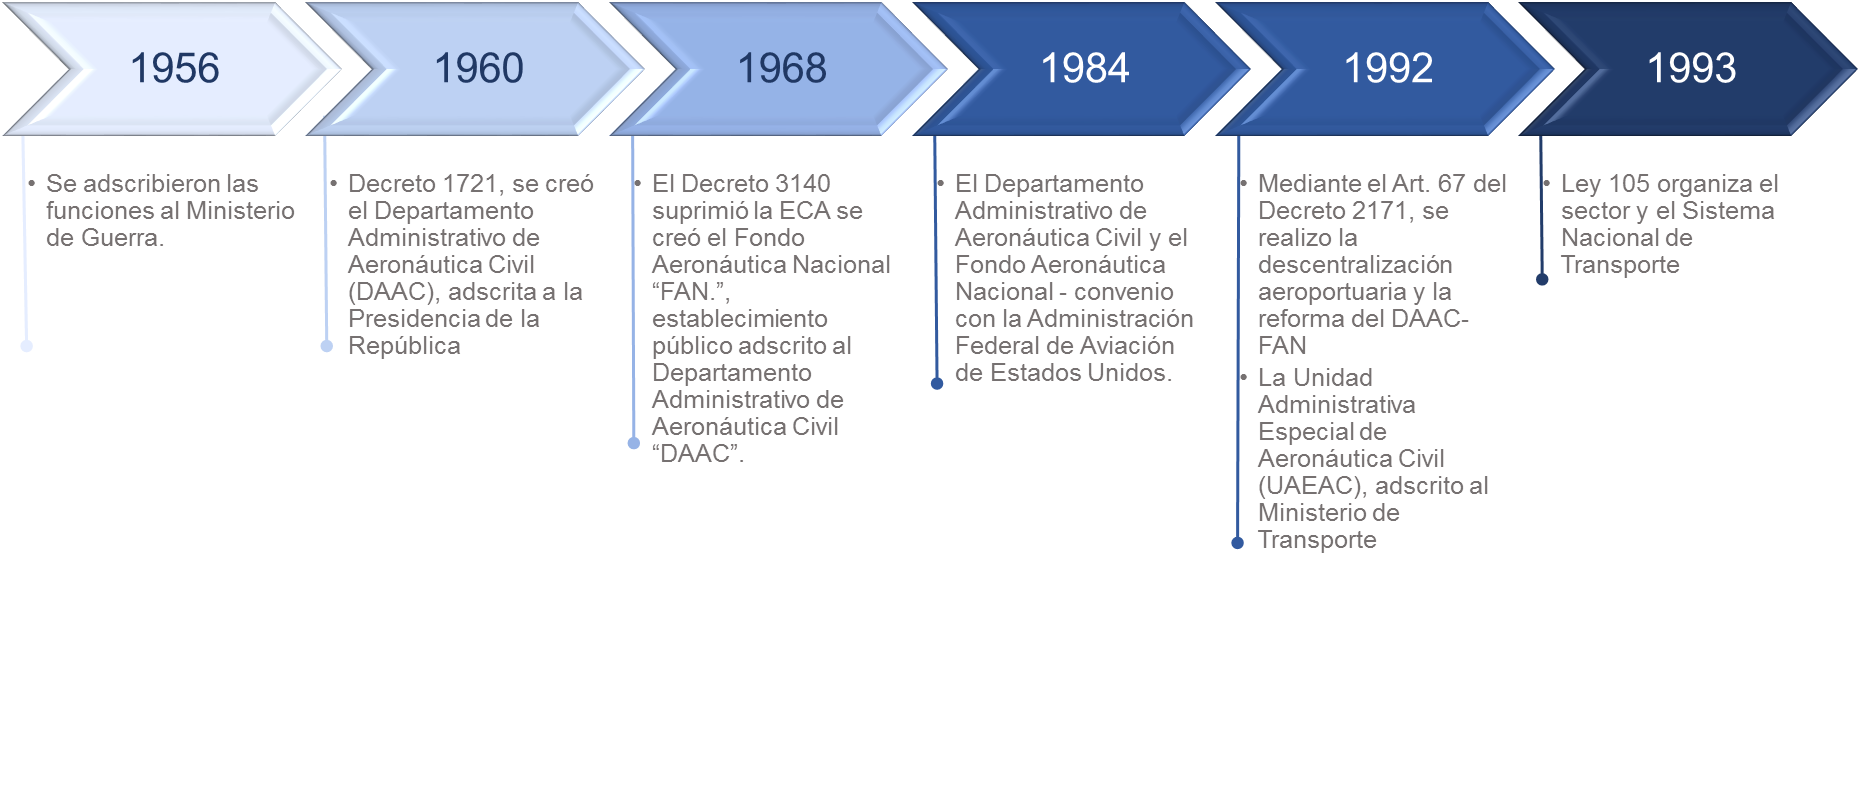 1956
1960
1968
1984
1992
1993
• Se adscribieron las
funciones al Ministerio
de Guerra.
• Decreto 1721, se creó
el Departamento
Administrativo de
Aeronáutica Civil
(DAAC), adscrita a la
Presidencia de la
República
• El Decreto 3140
suprimió la ECA se
creó el Fondo
Aeronáutica Nacional
“FAN.”,
establecimiento
público adscrito al
Departamento
Administrativo de
Aeronáutica Civil
“DAAC”.
• El Departamento
Administrativo de
Aeronáutica Civil y el
Fondo Aeronáutica
Nacional - convenio
con la Administración
Federal de Aviación
de Estados Unidos.
• Mediante el Art. 67 del
Decreto 2171, se
realizo la
descentralización
aeroportuaria y la
reforma del DAAC-
FAN
• La Unidad
Administrativa
Especial de
Aeronáutica Civil
(UAEAC), adscrito al
Ministerio de
Transporte
• Ley 105 organiza el
sector y el Sistema
Nacional de
Transporte